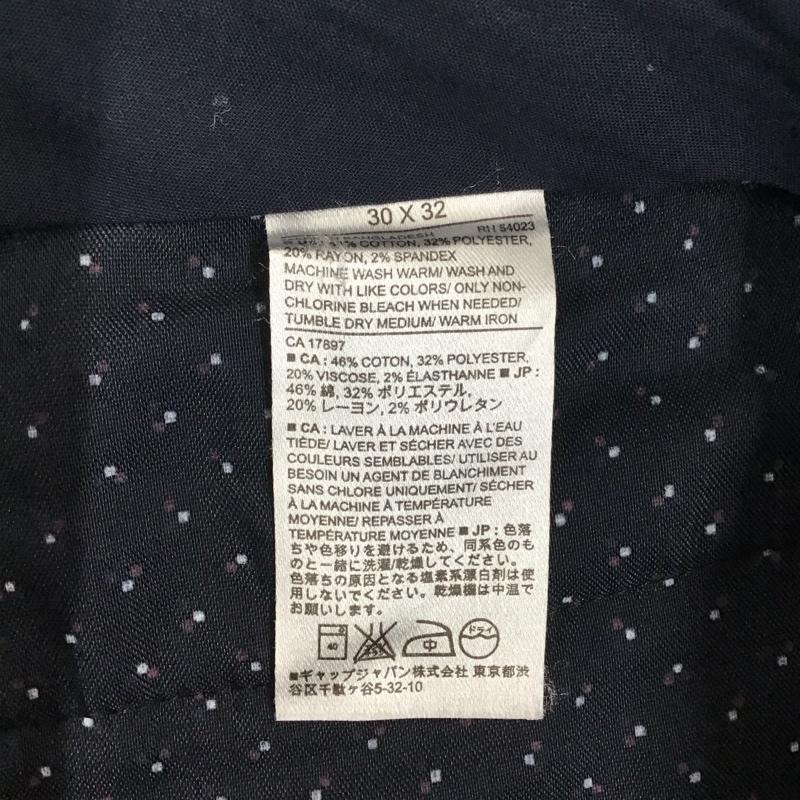 30 X 32
BANGLADESH RN 54023
COTTON, 32% POLYESTER,
20% RAYON, 2% SPANDEX
MACHINE WASH WARM/ WASH AND
DRY WITH LIKE COLORS/ ONLY NON-
CHLORINE BLEACH WHEN NEEDED/
TUMBLE DRY MEDIUM/ WARM IRON
CA 17897
■ CA : 46% COTON, 32% POLYESTER,
20% VISCOSE, 2% ÉLASTHANNE ■ JP :
46% 綿, 32% ポリエステル,
20% レーヨン, 2% ポリウレタン
■ CA : LAVER À LA MACHINE À L'EAU
TIÈDE/ LAVER ET SÉCHER AVEC DES
COULEURS SEMBLABLES/ UTILISER AU
BESOIN UN AGENT DE BLANCHIMENT
SANS CHLORE UNIQUEMENT/ SÉCHER
À LA MACHINE À TEMPÉRATURE
MOYENNE/ REPASSER À
TEMPÉRATURE MOYENNE ■ JP : 色落
ちや色移りを避けるため、同系色のも
のと一緒に洗濯/乾燥してください。
色落ちの原因となる塩素系漂白剤は使
用しないでください。乾燥機は中温で
お願いします。
40 中 ドライ
■ギャップジャパン株式会社 東京都渋
谷区千駄ヶ谷5-32-10